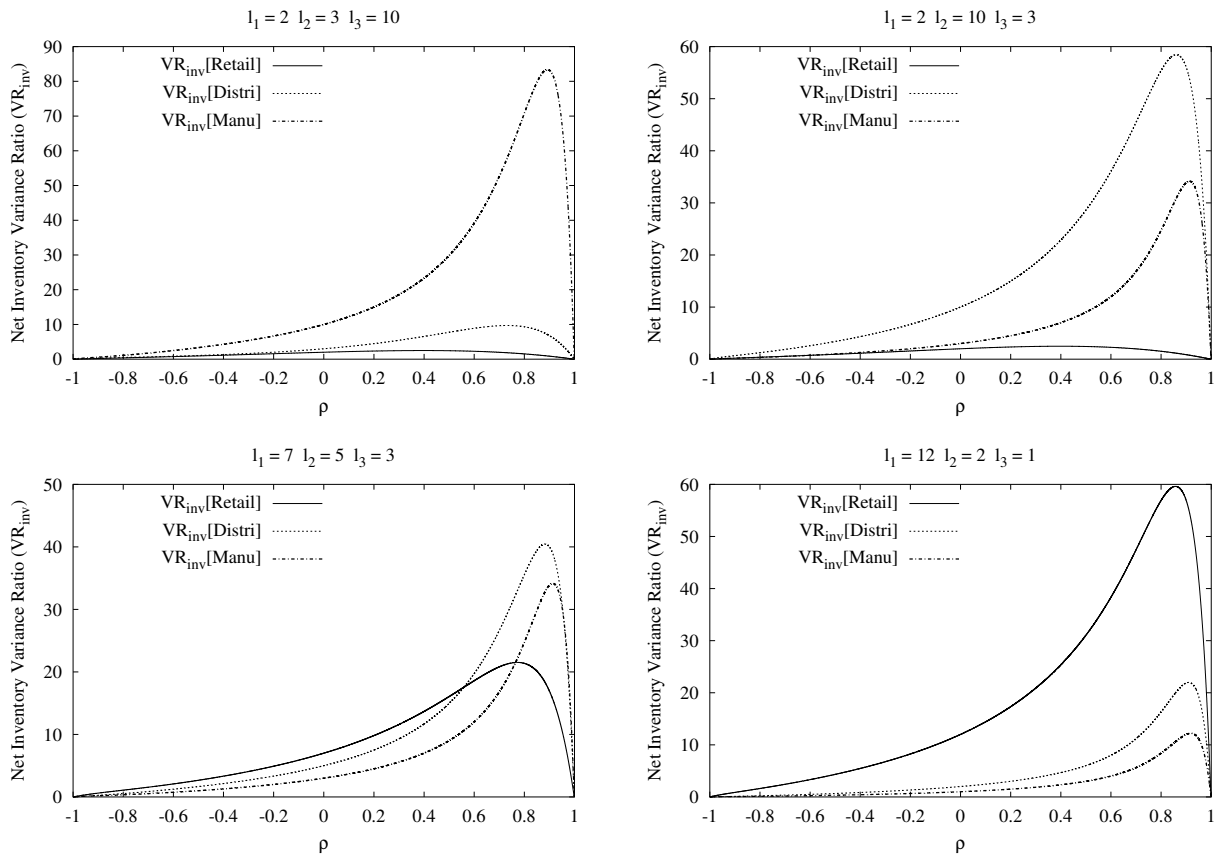 l1 = 2 l2 = 3 l3 = 10
Net Inventory Variance Ratio (VRinv)
90
80
70
60
50
40
30
20
10
0
VRinv[Retail]
VRinv[Distri]
VRinv[Manu]
-1 -0.8 -0.6 -0.4 -0.2 0 0.2 0.4 0.6 0.8 1
ρ
l1 = 2 l2 = 10 l3 = 3
Net Inventory Variance Ratio (VRinv)
60
50
40
30
20
10
0
VRinv[Retail]
VRinv[Distri]
VRinv[Manu]
-1 -0.8 -0.6 -0.4 -0.2 0 0.2 0.4 0.6 0.8 1
ρ
l1 = 7 l2 = 5 l3 = 3
Net Inventory Variance Ratio (VRinv)
50
40
30
20
10
0
VRinv[Retail]
VRinv[Distri]
VRinv[Manu]
-1 -0.8 -0.6 -0.4 -0.2 0 0.2 0.4 0.6 0.8 1
ρ
l1 = 12 l2 = 2 l3 = 1
Net Inventory Variance Ratio (VRinv)
60
50
40
30
20
10
0
VRinv[Retail]
VRinv[Distri]
VRinv[Manu]
-1 -0.8 -0.6 -0.4 -0.2 0 0.2 0.4 0.6 0.8 1
ρ